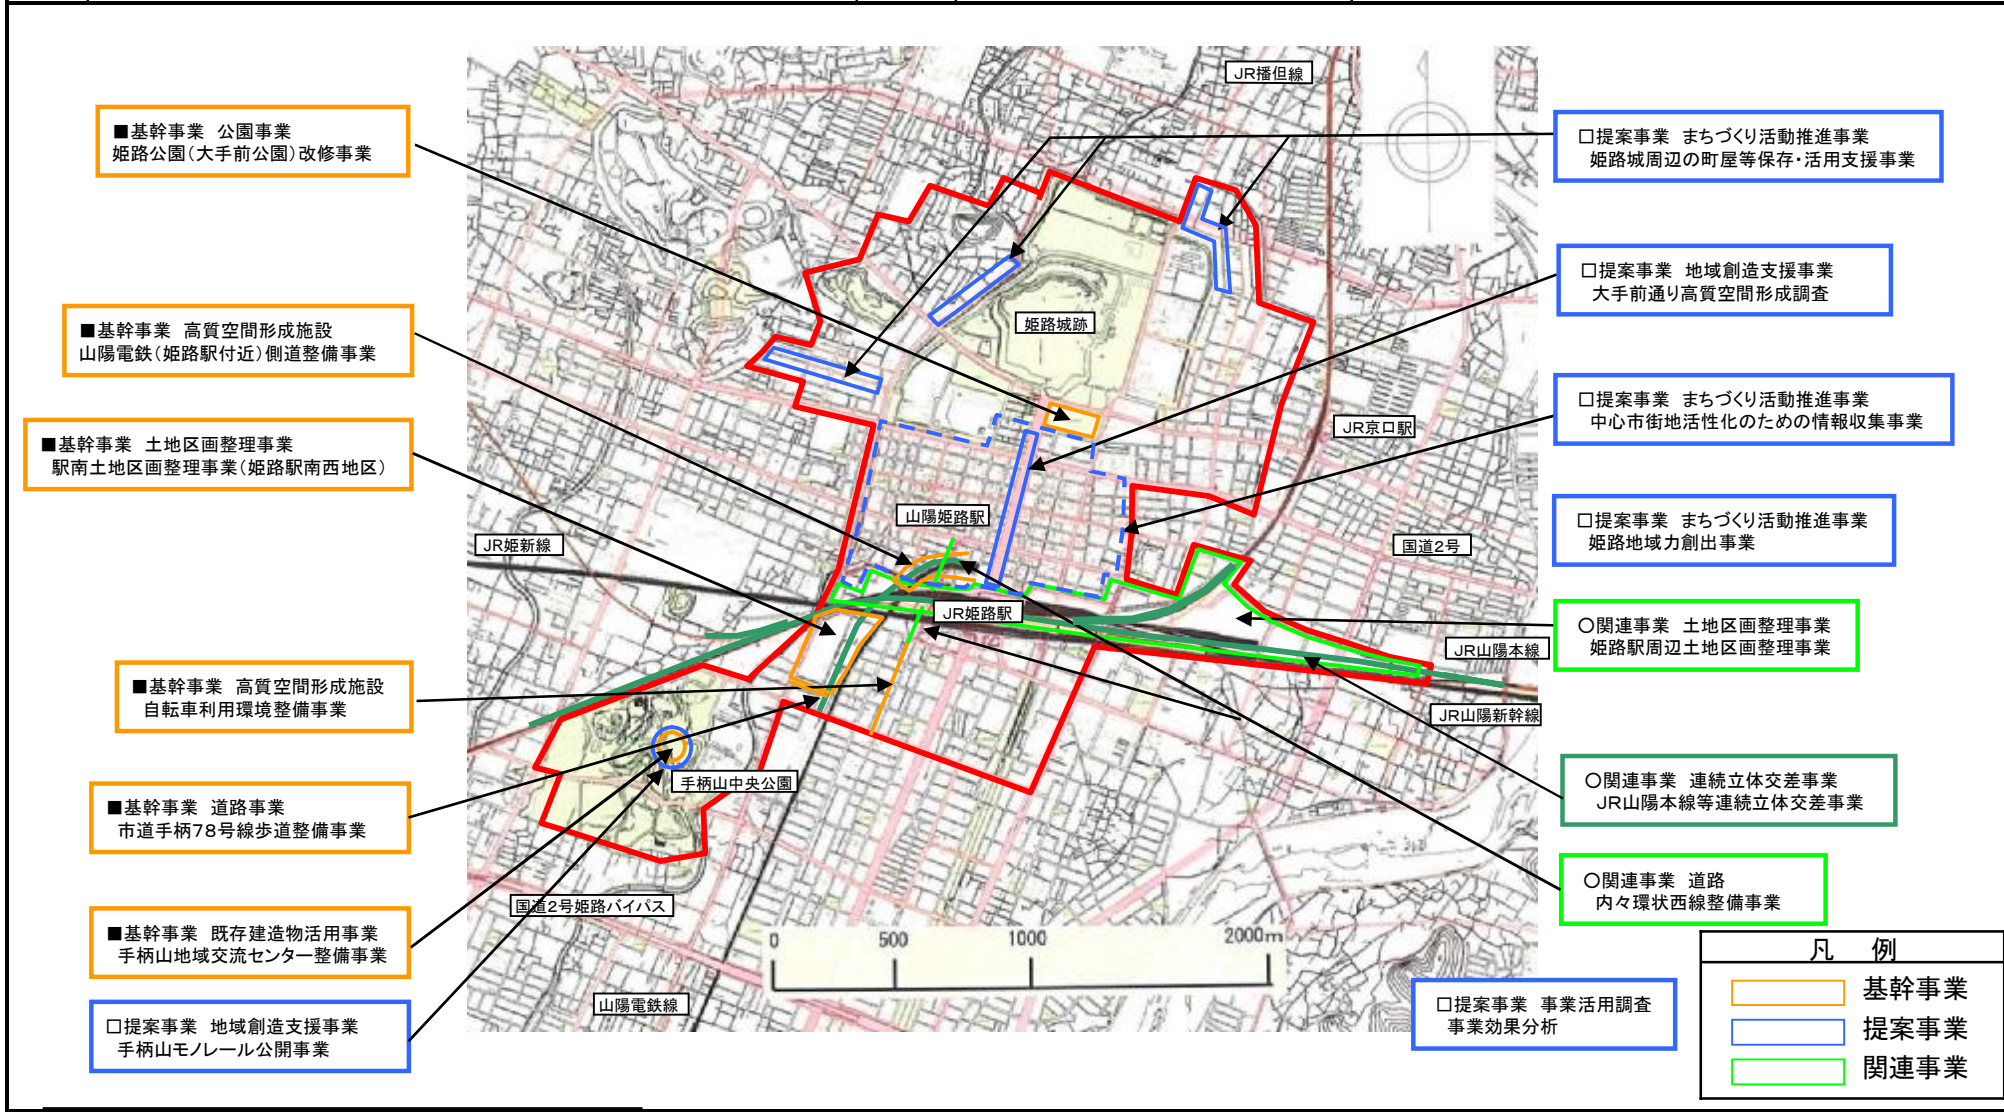 ■基幹事業 公園事業
姫路公園(大手前公園)改修事業
■基幹事業 高質空間形成施設
山陽電鉄(姫路駅付近)側道整備事業
■基幹事業 土地区画整理事業
駅南土地区画整理事業(姫路駅南西地区)
■基幹事業 高質空間形成施設
自転車利用環境整備事業
■基幹事業 道路事業
市道手柄78号線歩道整備事業
■基幹事業 既存建造物活用事業
手柄山地域交流センター整備事業
□提案事業 地域創造支援事業
手柄山モノレール公開事業
JR播但線
姫路城跡
JR京口駅
山陽姫路駅
JR姫新線
国道2号
JR姫路駅
JR山陽本線
JR山陽新幹線
手柄山中央公園
国道2号姫路バイパス
山陽電鉄線
0 500 1000 2000m
□提案事業 まちづくり活動推進事業
姫路城周辺の町屋等保存・活用支援事業
□提案事業 地域創造支援事業
大手前通り高質空間形成調査
□提案事業 まちづくり活動推進事業
中心市街地活性化のための情報収集事業
□提案事業 まちづくり活動推進事業
姫路地域力創出事業
○関連事業 土地区画整理事業
姫路駅周辺土地区画整理事業
○関連事業 連続立体交差事業
JR山陽本線等連続立体交差事業
○関連事業 道路
内々環状西線整備事業
□提案事業 事業活用調査
事業効果分析
凡 例
基幹事業
提案事業
関連事業